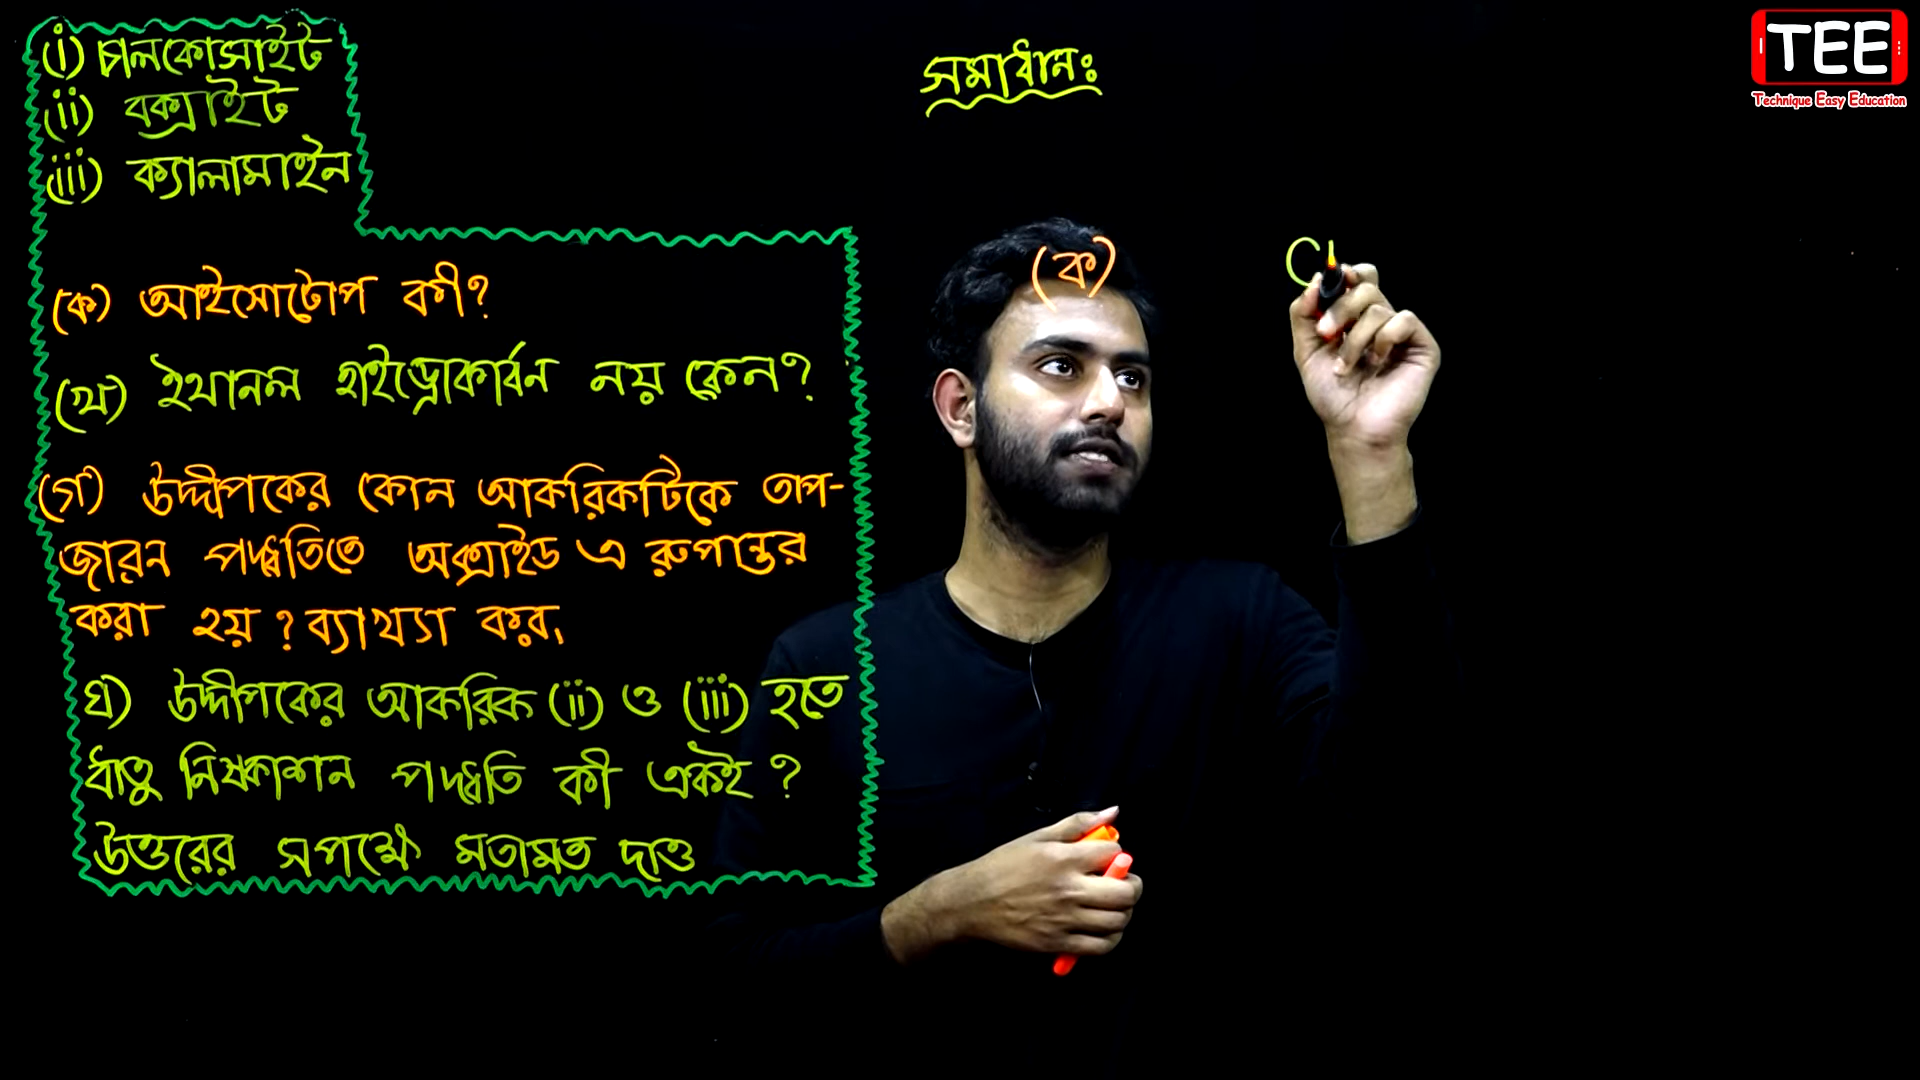 (i) চালকোসাইট
(ii) বক্সাইট
(iii) ক্যালামাইন
(ক) আইসোটোপ কী?
(খ) ইথানল হাইড্রোকার্বন নয় কেন?
(গ) উদ্দীপকের কোন আকরিকটিকে তাপ-
জারন পদ্ধতিতে অক্সাইড এ রুপান্তর
করা হয়? ব্যাখ্যা কর,
ঘ) উদ্দীপকের আকরিক (ii) ও (iii) হতে
ধাতু নিষ্কাশন পদ্ধতি কী একই?
উত্তরের সপক্ষে মতামত দাও
সমাধানঃ
(ক)
C
TEE
Technique Easy Education